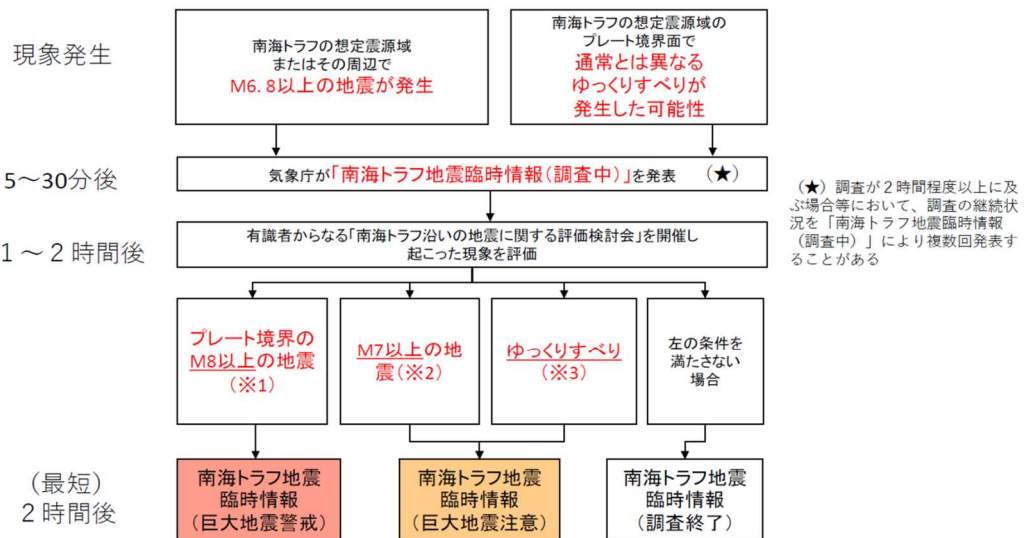 現象発生
南海トラフの想定震源域
またはその周辺で
M6.8以上の地震が発生
南海トラフの想定震源域の
プレート境界面で
通常とは異なる
ゆっくりすべりが
発生した可能性
5~30分後
気象庁が「南海トラフ地震臨時情報(調査中)」を発表 (★)
(★)調査が2時間程度以上に及
ぶ場合等において、調査の継続状
況を「南海トラフ地震臨時情報
(調査中)」により複数回発表す
ることがある
1~2時間後
有識者からなる「南海トラフ沿いの地震に関する評価検討会」を開催し
起こった現象を評価
プレート境界の
M8以上の地震
(※1)
M7以上の地
震(※2)
ゆっくりすべり
(※3)
左の条件を
満たさない
場合
(最短)
2時間後
南海トラフ地震
臨時情報
(巨大地震警戒)
南海トラフ地震
臨時情報
(巨大地震注意)
南海トラフ地震
臨時情報
(調査終了)